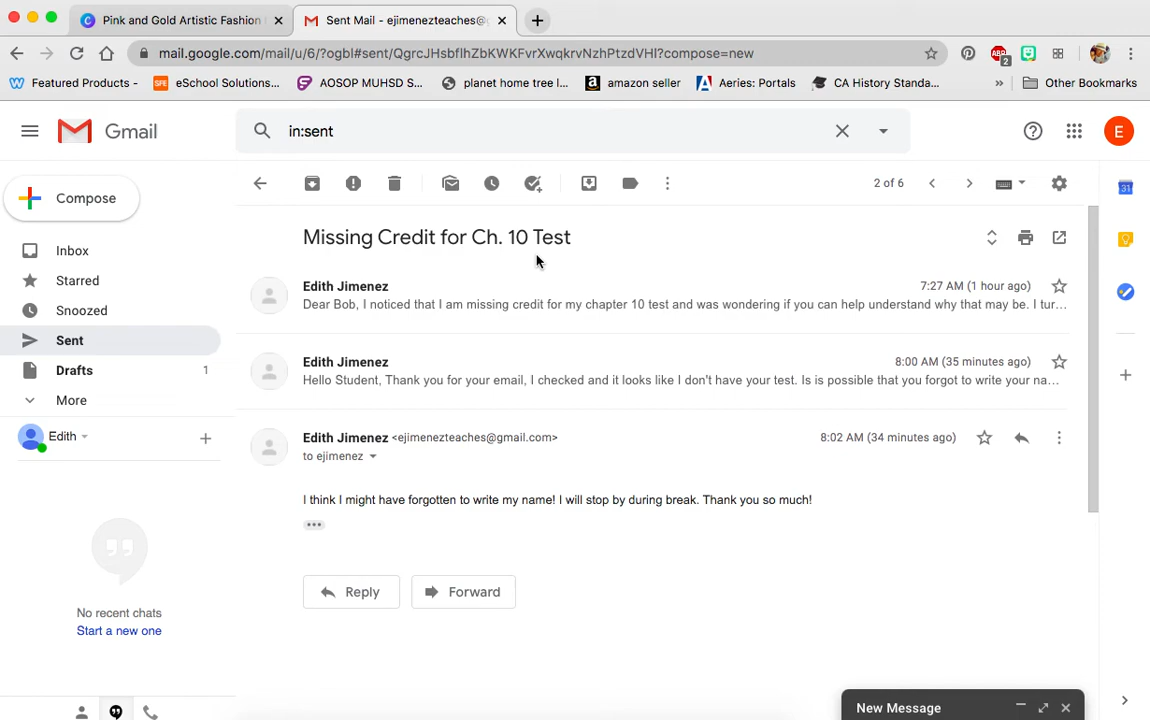 Pink and Gold Artistic Fashion
Sent Mail - ejimenezteaches@g
mail.google.com/mail/u/6/?ogbl#sent/QgrcJHsbflhZbKWKFvrXwqkrvNzhPtzdVHl?compose=new
Featured Products -
eSchool Solutions...
AOSOP MUHSD S...
planet home tree l...
amazon seller
Aeries: Portals
CA History Standa...
»
Other Bookmarks
Gmail
in:sent
E
Compose
2 of 6
Inbox
Starred
Snoozed
Sent
Drafts 1
More
Edith
Missing Credit for Ch. 10 Test
Edith Jimenez 7:27 AM (1 hour ago)
Dear Bob, I noticed that I am missing credit for my chapter 10 test and was wondering if you can help understand why that may be. I tur...
Edith Jimenez 8:00 AM (35 minutes ago)
Hello Student, Thank you for your email, I checked and it looks like I don't have your test. Is is possible that you forgot to write your na...
Edith Jimenez <ejimenezteaches@gmail.com> 8:02 AM (34 minutes ago)
to ejimenez
I think I might have forgotten to write my name! I will stop by during break. Thank you so much!
Reply
Forward
No recent chats
Start a new one
New Message